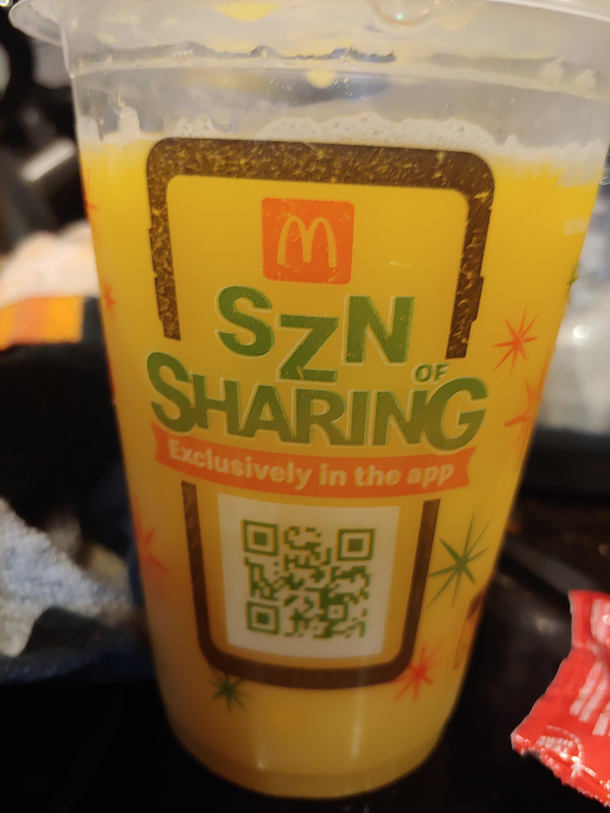 SZN
OF
SHARING
Exclusively in the app